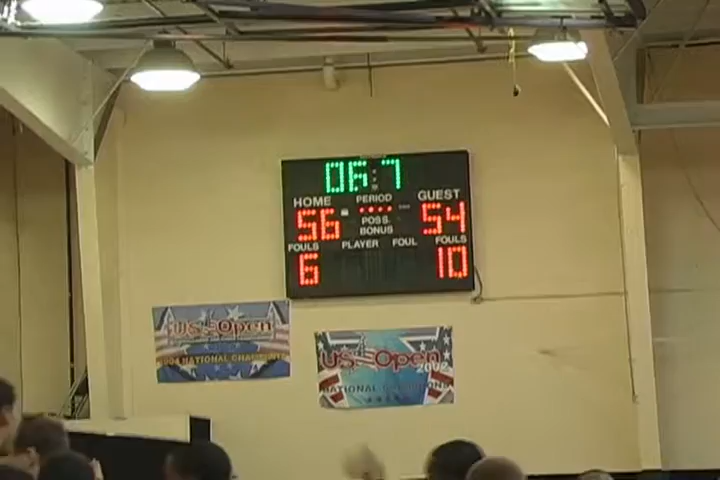 06:7
HOME PERIOD GUEST
56 54
POSS.
BONUS
FOULS PLAYER FOUL FOULS
6 10
US Open
NATIONAL CHAMPIONS
US Open
2002
NATIONAL CHAMPIONS